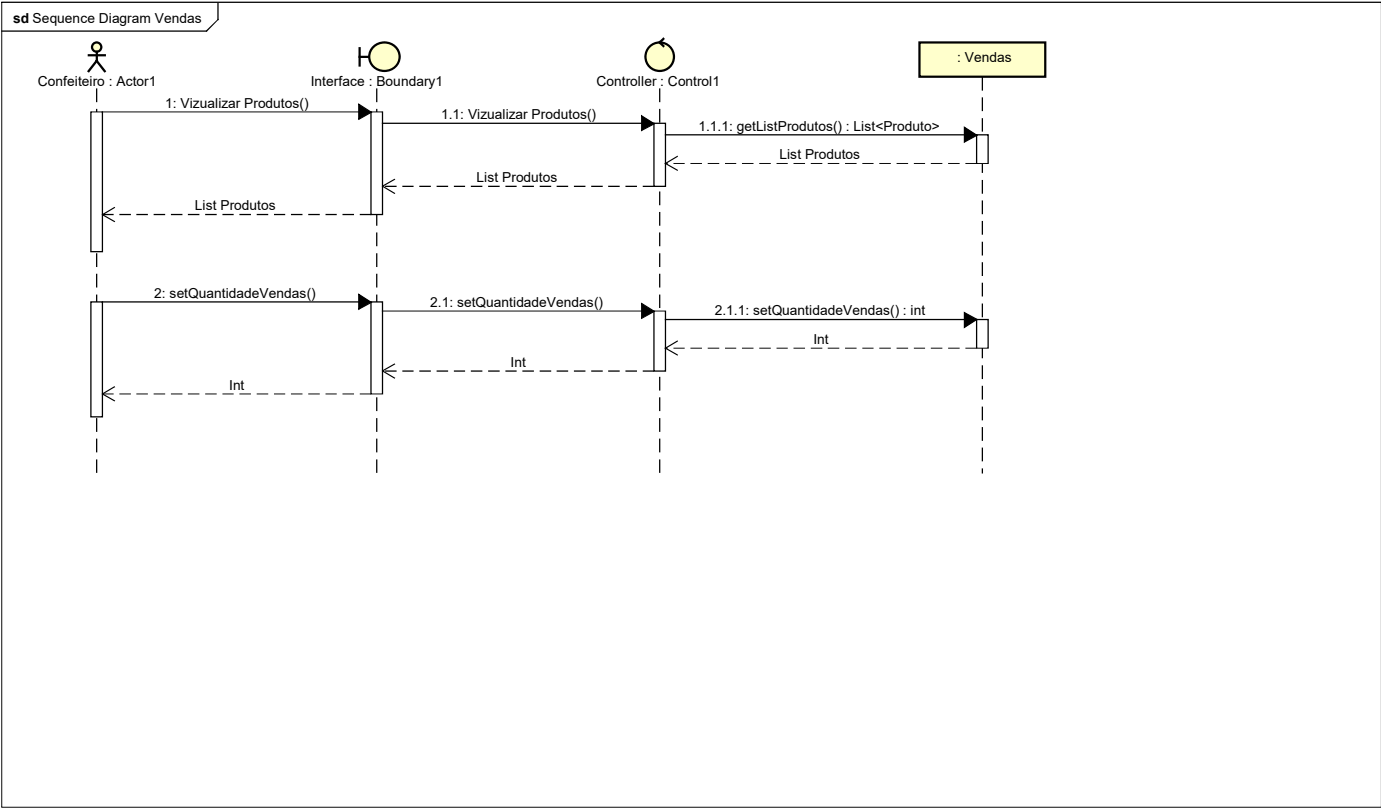 sd Sequence Diagram Vendas
Confeiteiro : Actor1
Interface : Boundary1
Controller : Control1
: Vendas
1: Vizualizar Produtos()
1.1: Vizualizar Produtos()
1.1.1: getListProdutos() : List<Produto>
List Produtos
List Produtos
List Produtos
2: setQuantidadeVendas()
2.1: setQuantidadeVendas()
2.1.1: setQuantidadeVendas() : int
Int
Int
Int